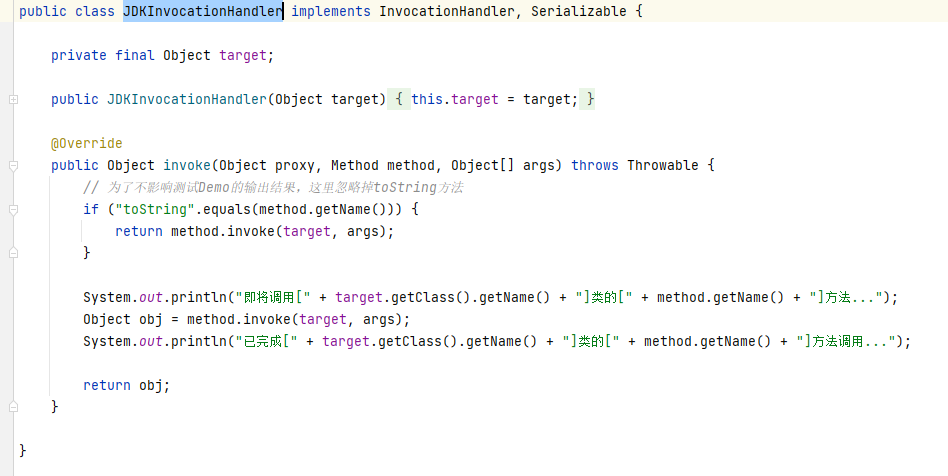 public class JDKInvocationHandler implements InvocationHandler, Serializable {
private final Object target;
public JDKInvocationHandler(Object target) { this.target = target; }
@Override
public Object invoke(Object proxy, Method method, Object[] args) throws Throwable {
// 为了不影响测试Demo的输出结果，这里忽略掉toString方法
if ("toString".equals(method.getName())) {
return method.invoke(target, args);
}
System.out.println("即将调用[" + target.getClass().getName() + "]类的[" + method.getName() + "]方法...");
Object obj = method.invoke(target, args);
System.out.println("已完成[" + target.getClass().getName() + "]类的[" + method.getName() + "]方法调用...");
return obj;
}
}